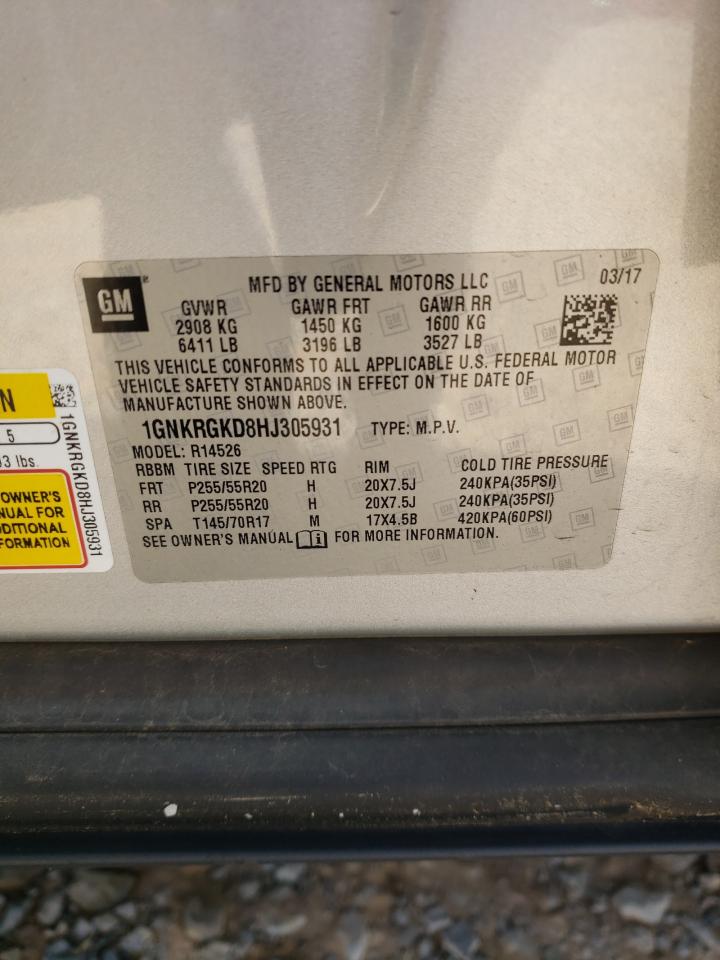 GM
MFD BY GENERAL MOTORS LLC 03/17
GVWR GAWR FRT GAWR RR
2908 KG 1450 KG 1600 KG
6411 LB 3196 LB 3527 LB
THIS VEHICLE CONFORMS TO ALL APPLICABLE U.S. FEDERAL MOTOR
VEHICLE SAFETY STANDARDS IN EFFECT ON THE DATE OF
MANUFACTURE SHOWN ABOVE.
1GNKRGKD8HJ305931 TYPE: M.P.V.
MODEL: R14526
RBBM TIRE SIZE SPEED RTG RIM COLD TIRE PRESSURE
FRT P255/55R20 H 20X7.5J 240KPA(35PSI)
RR P255/55R20 H 20X7.5J 240KPA(35PSI)
SPA T145/70R17 M 17X4.5B 420KPA(60PSI)
SEE OWNER'S MANUAL FOR MORE INFORMATION.
N
5
3 lbs.
OWNER'S
NUAL FOR
DDITIONAL
FORMATION
1GNKRGKD8HJ305931